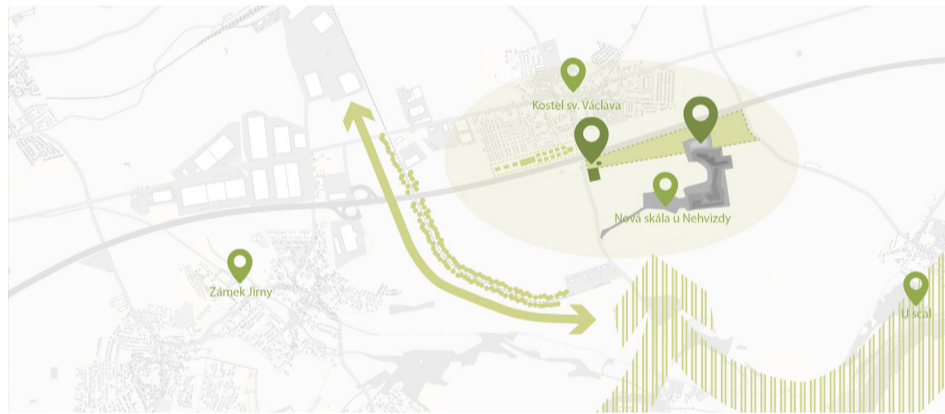 Kostel sv. Václava
Nová skála u Nehvizdy
Zámek Jirny
U scal